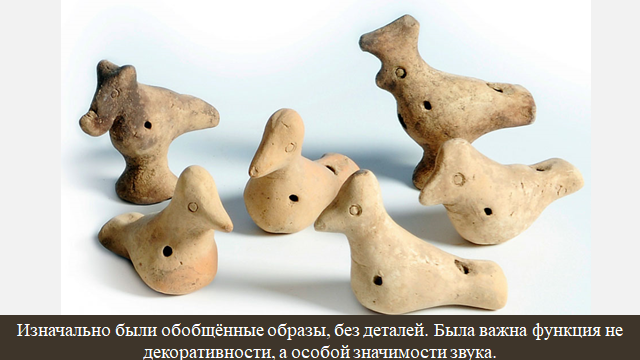 Изначально были обобщённые образы, без деталей. Была важна функция не
декоративности, а особой значимости звука.